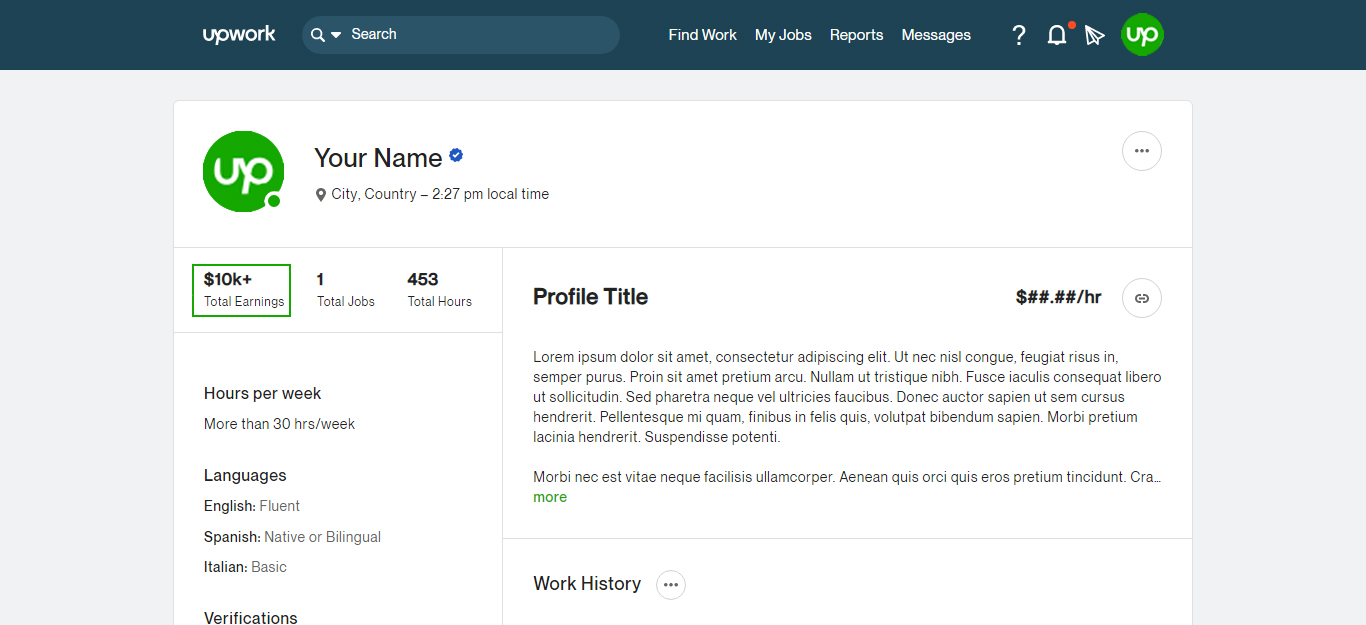 upwork
Search
Find Work
My Jobs
Reports
Messages
?
up
up
Your Name
City, Country – 2:27 pm local time
$10k+
Total Earnings
1
Total Jobs
453
Total Hours
Hours per week
More than 30 hrs/week
Languages
English: Fluent
Spanish: Native or Bilingual
Italian: Basic
Verifications
Profile Title
$##.##/hr
Lorem ipsum dolor sit amet, consectetur adipiscing elit. Ut nec nisl congue, feugiat risus in,
semper purus. Proin sit amet pretium arcu. Nullam ut tristique nibh. Fusce iaculis consequat libero
ut sollicitudin. Sed pharetra neque vel ultricies faucibus. Donec auctor sapien ut sem cursus
hendrerit. Pellentesque mi quam, finibus in felis quis, volutpat bibendum sapien. Morbi pretium
lacinia hendrerit. Suspendisse potenti.
Morbi nec est vitae neque facilisis ullamcorper. Aenean quis orci quis eros pretium tincidunt. Cra…
more
Work History